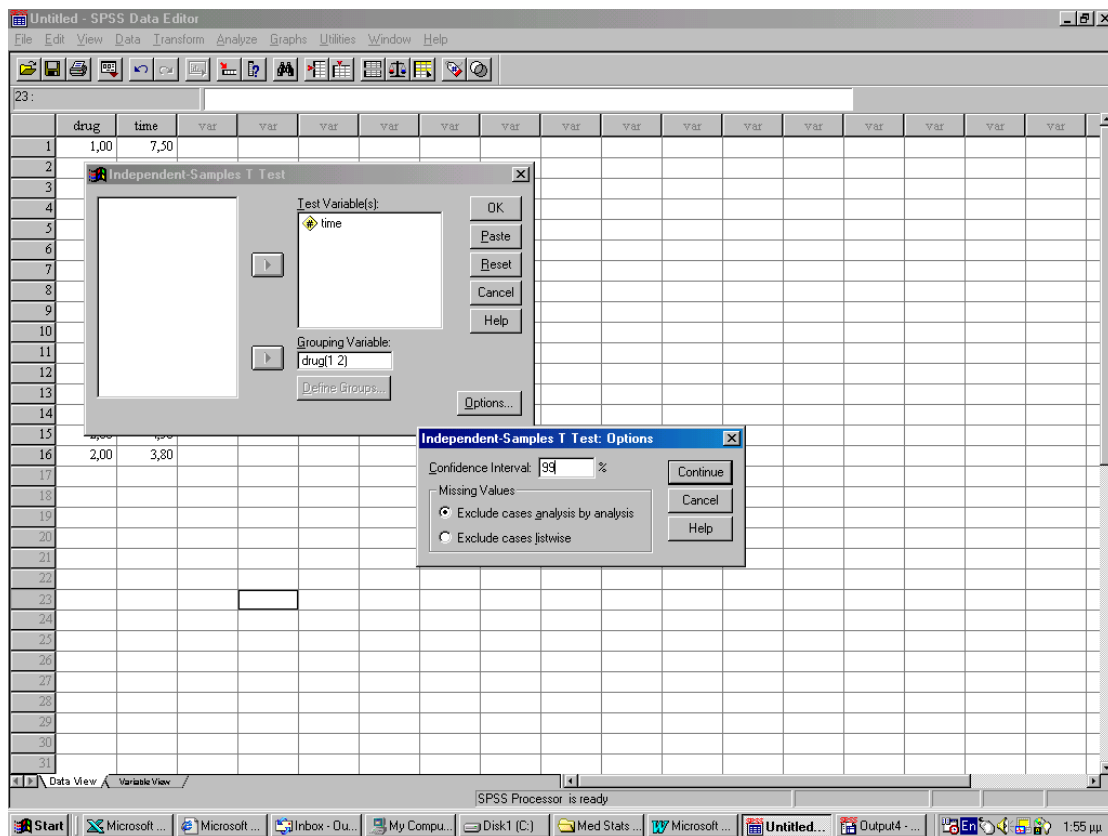 Untitled - SPSS Data Editor
File Edit View Data Transform Analyze Graphs Utilities Window Help
23 :
drug time var var var var var var var var var var var var var var var
1 1,00 7,50
2
3
4
5
6
7
8
9
10
11
12
13
14
15
16 2,00 3,80
17
18
19
20
21
22
23
24
25
26
27
28
29
30
31
Independent-Samples T Test
Test Variable(s):
# time
OK
Paste
Reset
Cancel
Help
Grouping Variable:
drug(1 2)
Define Groups...
Options...
Independent-Samples T Test: Options
Confidence Interval: 99 %
Continue
Missing Values
Cancel
Exclude cases analysis by analysis
Help
Exclude cases listwise
Data View Variable View
SPSS Processor is ready
Start Microsoft ... Microsoft ... Inbox - Ou... My Compu... Disk1 (C:) Med Stats ... Microsoft ... Untitled... Output4 - ... En 1:55 μμ